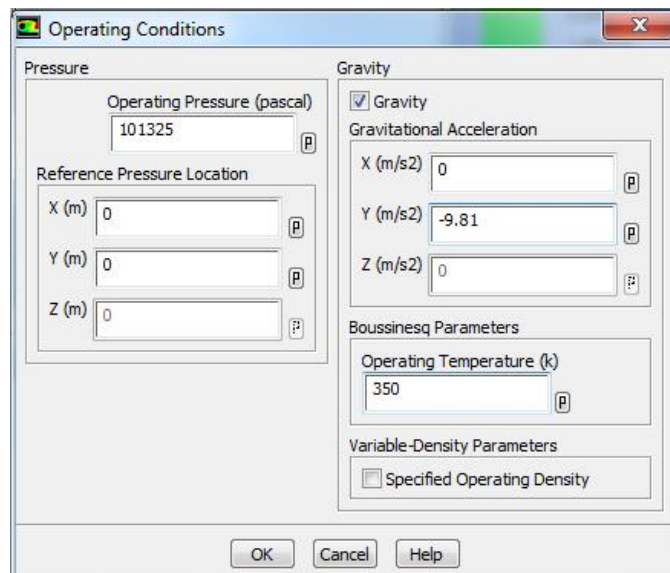 Operating Conditions
Pressure
Operating Pressure (pascal)
101325
P
Reference Pressure Location
X (m) 0 P
Y (m) 0 P
Z (m) 0 P
Gravity
Gravity
Gravitational Acceleration
X (m/s2) 0 P
Y (m/s2) -9.81 P
Z (m/s2) 0 P
Boussinesq Parameters
Operating Temperature (k)
350 P
Variable-Density Parameters
Specified Operating Density
OK Cancel Help